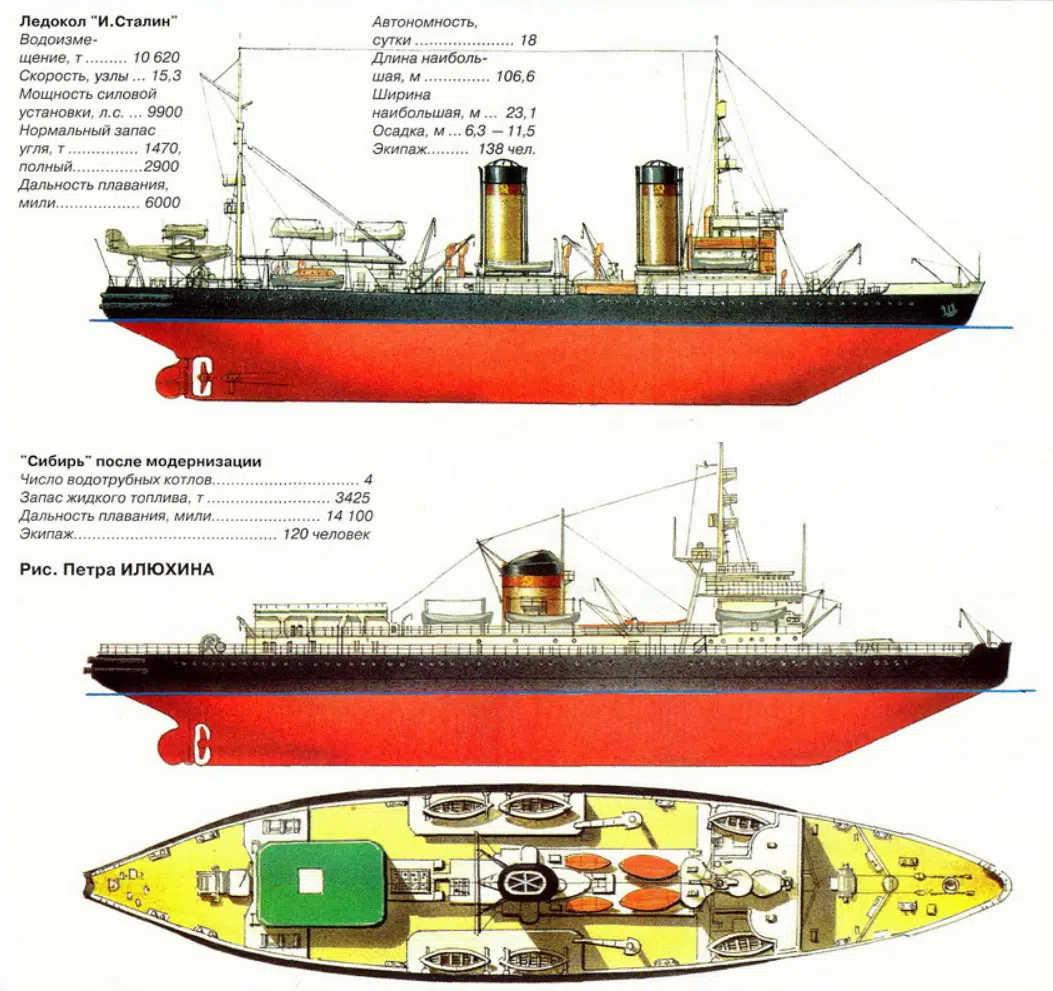 Ледокол "И.Сталин"
Водоизме-
щение, т ......... 10 620
Скорость, узлы ... 15,3
Мощность силовой
установки, л.с. ... 9900
Нормальный запас
угля, т ................ 1470,
полный...............2900
Дальность плавания,
мили................... 6000
Автономность,
сутки ..................... 18
Длина наиболь-
шая, м .............. 106,6
Ширина
наибольшая, м ... 23,1
Осадка, м ... 6,3 — 11,5
Экипаж......... 138 чел.
"Сибирь" после модернизации
Число водотрубных котлов................................ 4
Запас жидкого топлива, т ........................... 3425
Дальность плавания, мили........................ 14 100
Экипаж............................................ 120 человек
Рис. Петра ИЛЮХИНА